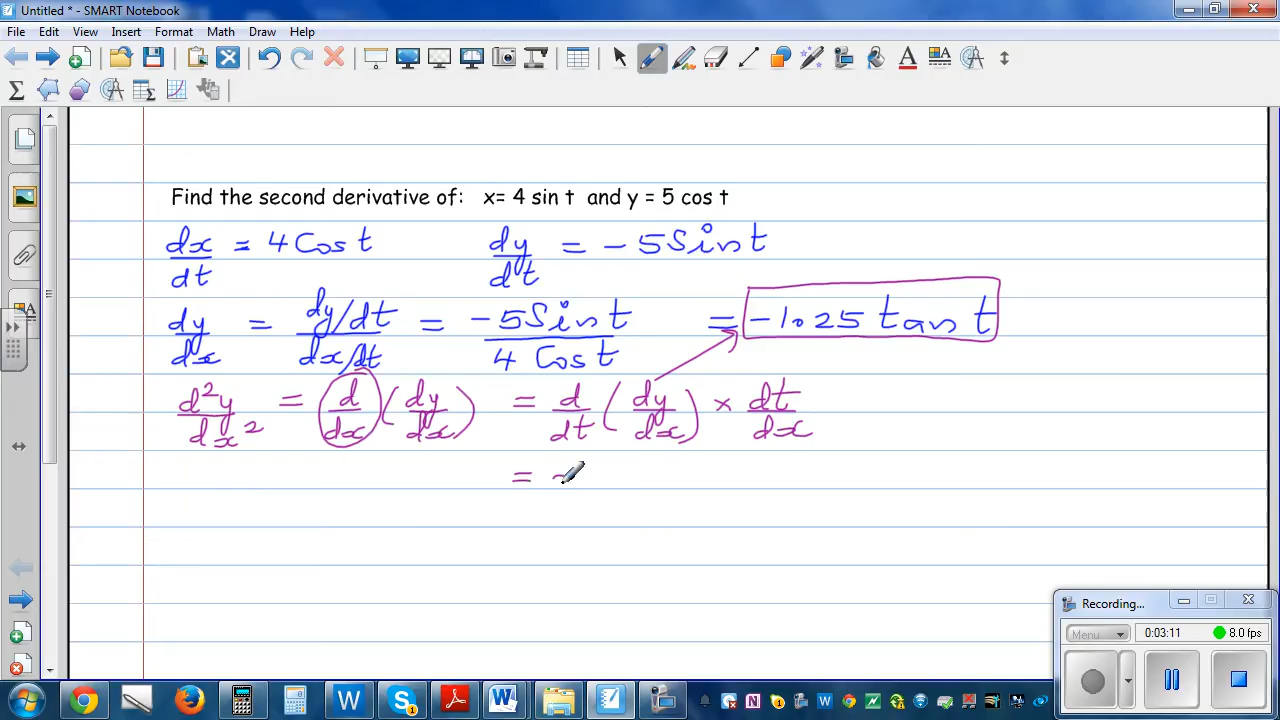 Untitled * - SMART Notebook
File Edit View Insert Format Math Draw Help
Find the second derivative of: x= 4 sin t and y = 5 cos t
dx/dt = 4 Cos t dy/dt = -5 Sin t
dy/dx = (dy/dt)/(dx/dt) = -5 Sin t/4 Cos t = -1.25 tan t
d²y/dx² = d/dx (dy/dx) = d/dt (dy/dx) × dt/dx
= -
Recording...
Menu 0:03:11 8.0 fps